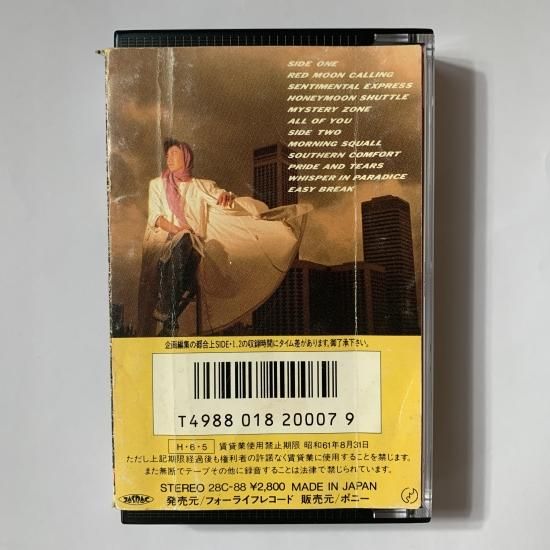 SIDE ONE
RED MOON CALLING
SENTIMENTAL EXPRESS
HONEYMOON SHUTTLE
MYSTERY ZONE
ALL OF YOU
SIDE TWO
MORNING SQUALL
SOUTHERN COMFORT
PRIDE AND TEARS
WHISPER IN PARADICE
EASY BREAK
企画編集の都合上SIDE・1,2の収録時間にタイム差があります。御了承下さい。
T4988 018 20007 9
H・6・5 賃貸業使用禁止期限 昭和61年8月31日
ただし上記期限経過後も権利者の許諾なく賃貸業に使用することを禁じます。
また無断でテープその他に録音することは法律で禁じられています。
STEREO 28C-88 ¥2,800 MADE IN JAPAN
発売元/フォーライフレコード 販売元/ポニー